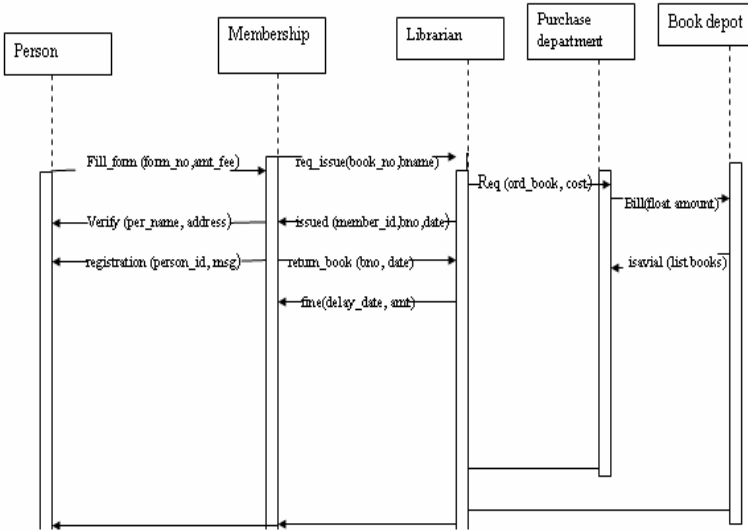 Person
Membership
Librarian
Purchase
department
Book depot
Fill_form (form_no,amt_fee)
req_issue(book_no,bname)
Req (ord_book, cost)
Bill(float amount)
Verify (per_name, address)
issued (member_id,bno,date)
registration (person_id, msg)
return_book (bno, date)
isavial (list books)
fine(delay_date, amt)